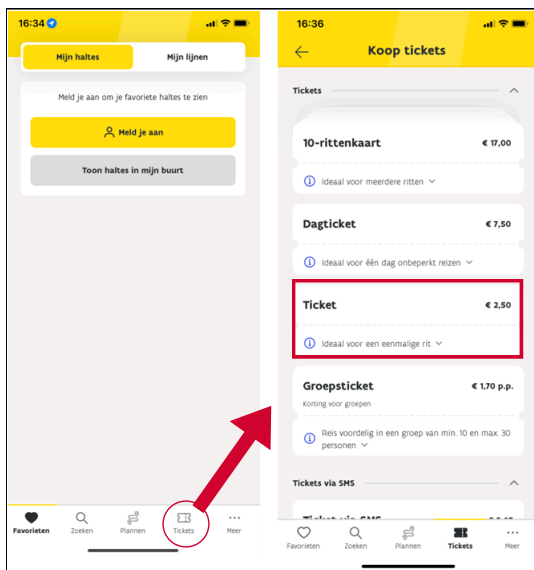 16:34
Mijn haltes
Mijn lijnen
Meld je aan om je favoriete haltes te zien
Meld je aan
Toon haltes in mijn buurt
Favorieten
Zoeken
Plannen
Tickets
Meer
16:36
Koop tickets
Tickets
10-rittenkaart
€ 17,00
Ideaal voor meerdere ritten
Dagticket
€ 7,50
Ideaal voor één dag onbeperkt reizen
Ticket
€ 2,50
Ideaal voor een eenmalige rit
Groepsticket
€ 1,70 p.p.
Korting voor groepen
Reis voordelig in een groep van min. 10 en max. 30
personen
Tickets via SMS
Ticket via SMS
Favorieten
Zoeken
Plannen
Tickets
Meer